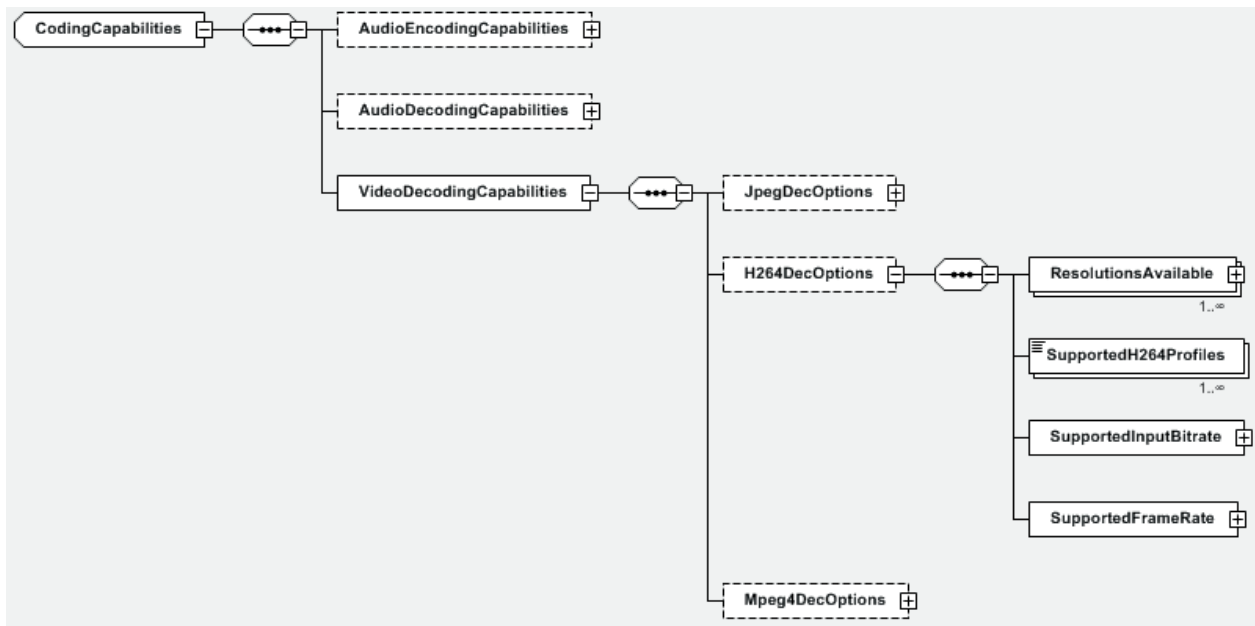 CodingCapabilities
AudioEncodingCapabilities
AudioDecodingCapabilities
VideoDecodingCapabilities
JpegDecOptions
H264DecOptions
ResolutionsAvailable
1..∞
SupportedH264Profiles
1..∞
SupportedInputBitrate
SupportedFrameRate
Mpeg4DecOptions